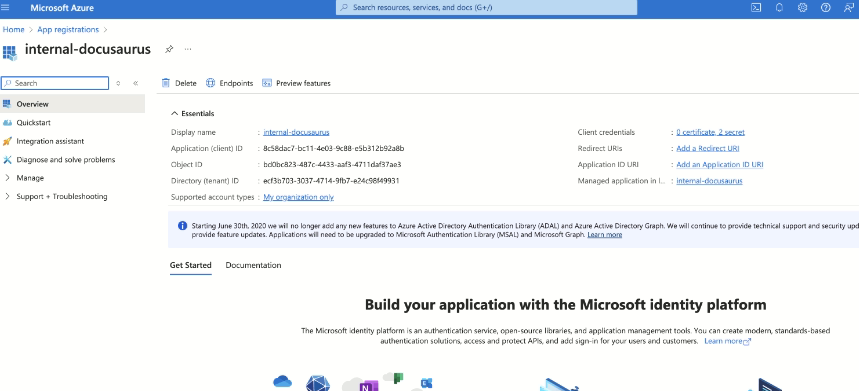 Microsoft Azure
Search resources, services, and docs (G+/)
Home > App registrations >
internal-docusaurus
Search
Overview
Quickstart
Integration assistant
Diagnose and solve problems
Manage
Support + Troubleshooting
Delete Endpoints Preview features
Essentials
Display name : internal-docusaurus
Application (client) ID : 8c58dac7-bc11-4e03-9c88-e5b312b92a8b
Object ID : bd0bc823-487c-4433-aaf3-4711daf37ae3
Directory (tenant) ID : ecf3b703-3037-4714-9fb7-e24c98f49931
Supported account types : My organization only
Client credentials : 0 certificate, 2 secret
Redirect URIs : Add a Redirect URI
Application ID URI : Add an Application ID URI
Managed application in l... : internal-docusaurus
Starting June 30th, 2020 we will no longer add any new features to Azure Active Directory Authentication Library (ADAL) and Azure Active Directory Graph. We will continue to provide technical support and security upd
provide feature updates. Applications will need to be upgraded to Microsoft Authentication Library (MSAL) and Microsoft Graph. Learn more
Get Started Documentation
Build your application with the Microsoft identity platform
The Microsoft identity platform is an authentication service, open-source libraries, and application management tools. You can create modern, standards-based
authentication solutions, access and protect APIs, and add sign-in for your users and customers. Learn more